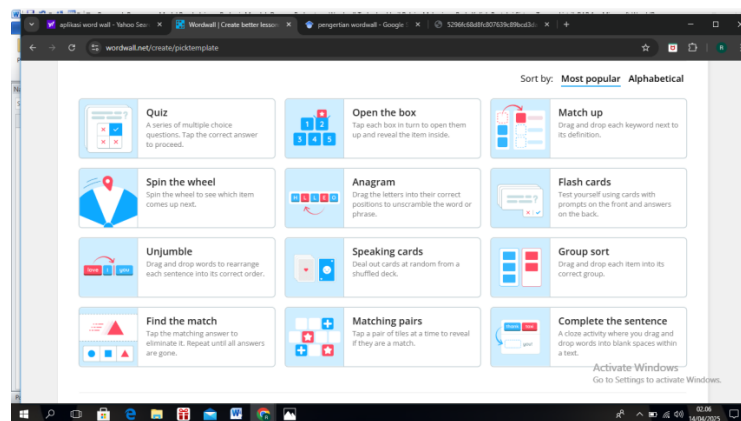 aplikasi word wall - Yahoo Sear
Wordwall | Create better lesson
pengertian wordwall - Google S
wordwall.net/create/picktemplate
Sort by: Most popular Alphabetical
Quiz
A series of multiple choice
questions. Tap the correct answer
to proceed.
Open the box
Tap each box in turn to open them
up and reveal the item inside.
Match up
Drag and drop each keyword next to
its definition.
Spin the wheel
Spin the wheel to see which item
comes up next.
Anagram
Drag the letters into their correct
positions to unscramble the word or
phrase.
Flash cards
Test yourself using cards with
prompts on the front and answers
on the back.
Unjumble
Drag and drop words to rearrange
each sentence into its correct order.
Speaking cards
Deal out cards at random from a
shuffled deck.
Group sort
Drag and drop each item into its
correct group.
Find the match
Tap the matching answer to
eliminate it. Repeat until all answers
are gone.
Matching pairs
Tap a pair of tiles at a time to reveal
if they are a match.
Complete the sentence
A cloze activity where you drag and
drop words into blank spaces within
a text.
Activate Windows
Go to Settings to activate Windows.
02.06
14/04/2025